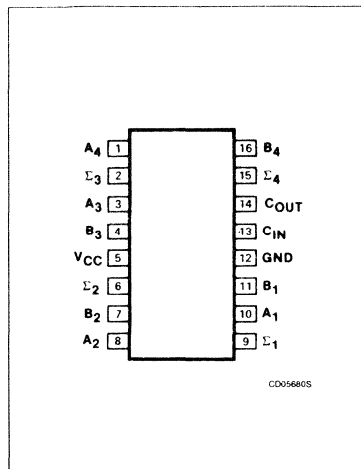 A4 1 16 B4
Σ3 2 15 Σ4
A3 3 14 COUT
B3 4 13 CIN
VCC 5 12 GND
Σ2 6 11 B1
B2 7 10 A1
A2 8 9 Σ1
CD05680S